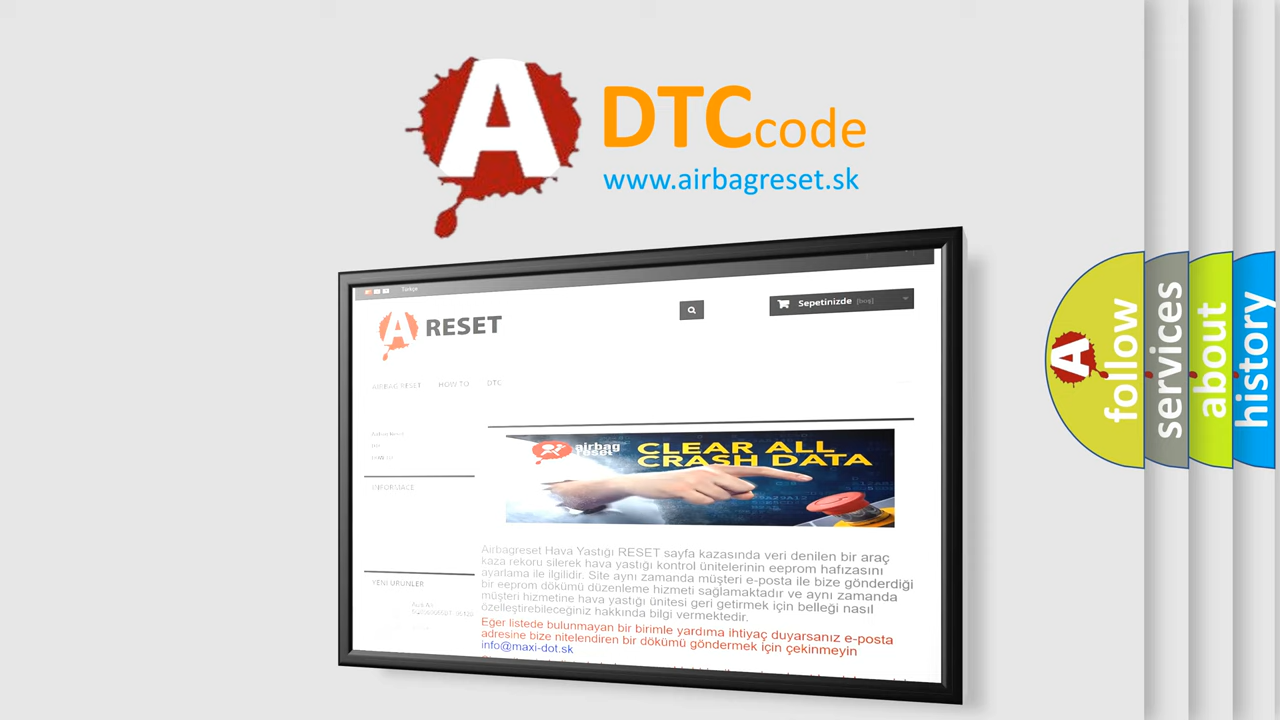 A
DTCcode
www.airbagreset.sk
Türkçe
A RESET
Sepetinizde
AIRBAG RESET HOW TO DTC
HOW TO
INFORMACE
airbag
reset
CLEAR ALL
CRASH DATA
Airbagreset Hava Yastığı RESET sayfa kazasında veri denilen bir araç
kaza rekoru silerek hava yastığı kontrol ünitelerinin eeprom hafızasını
ayarlama ile ilgilidir. Site aynı zamanda müşteri e-posta ile bize gönderdiği
bir eeprom dökümü düzenleme hizmeti sağlamaktadır ve aynı zamanda
müşteri hizmetine hava yastığı ünitesi geri getirmek için belleği nasıl
özelleştirebileceğiniz hakkında bilgi vermektedir.
Eğer listede bulunmayan bir birimle yardıma ihtiyaç duyarsanız e-posta
adresine bize nitelendiren bir dökümü göndermek için çekinmeyin
info@maxi-dot.sk
YENI ÜRÜNLER
A
follow
services
about
history